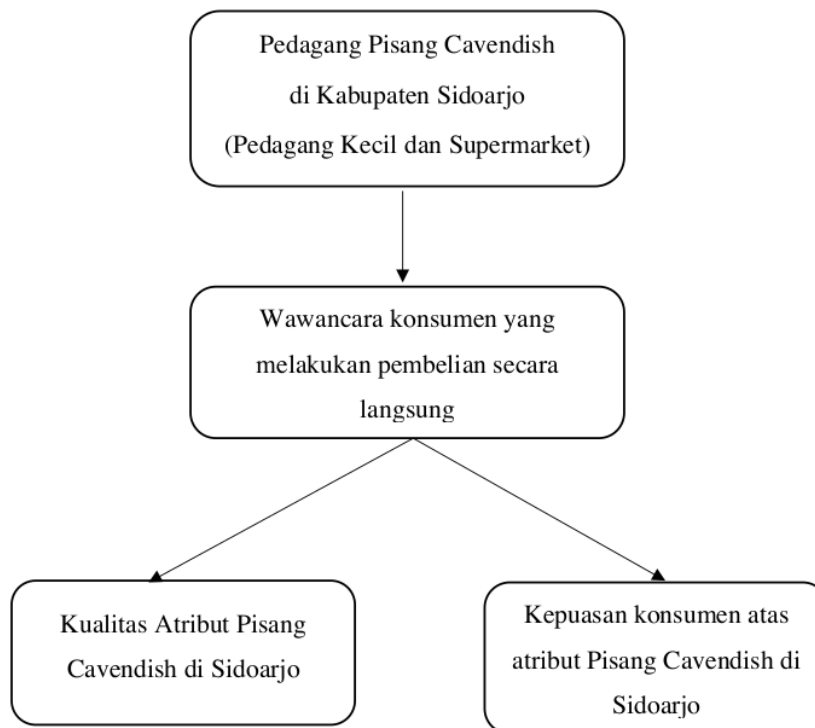 Pedagang Pisang Cavendish
di Kabupaten Sidoarjo
(Pedagang Kecil dan Supermarket)
Wawancara konsumen yang
melakukan pembelian secara
langsung
Kualitas Atribut Pisang
Cavendish di Sidoarjo
Kepuasan konsumen atas
atribut Pisang Cavendish di
Sidoarjo